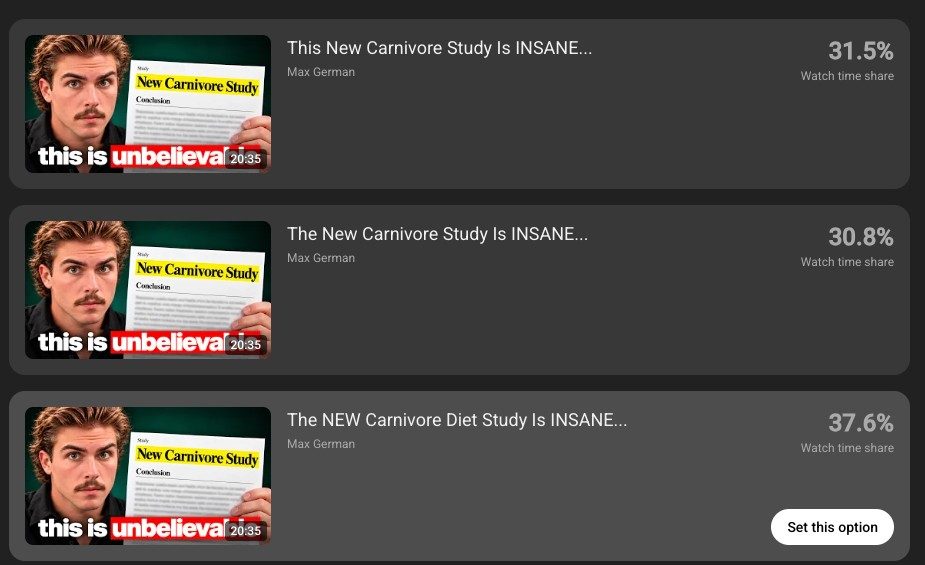 This New Carnivore Study Is INSANE...
31.5%
Max German
Watch time share
Study
New Carnivore Study
Conclusion
this is
20:35
The New Carnivore Study Is INSANE...
30.8%
Max German
Watch time share
Study
New Carnivore Study
Conclusion
this is
20:35
The NEW Carnivore Diet Study Is INSANE...
37.6%
Max German
Watch time share
Study
New Carnivore Study
Conclusion
this is
20:35
Set this option